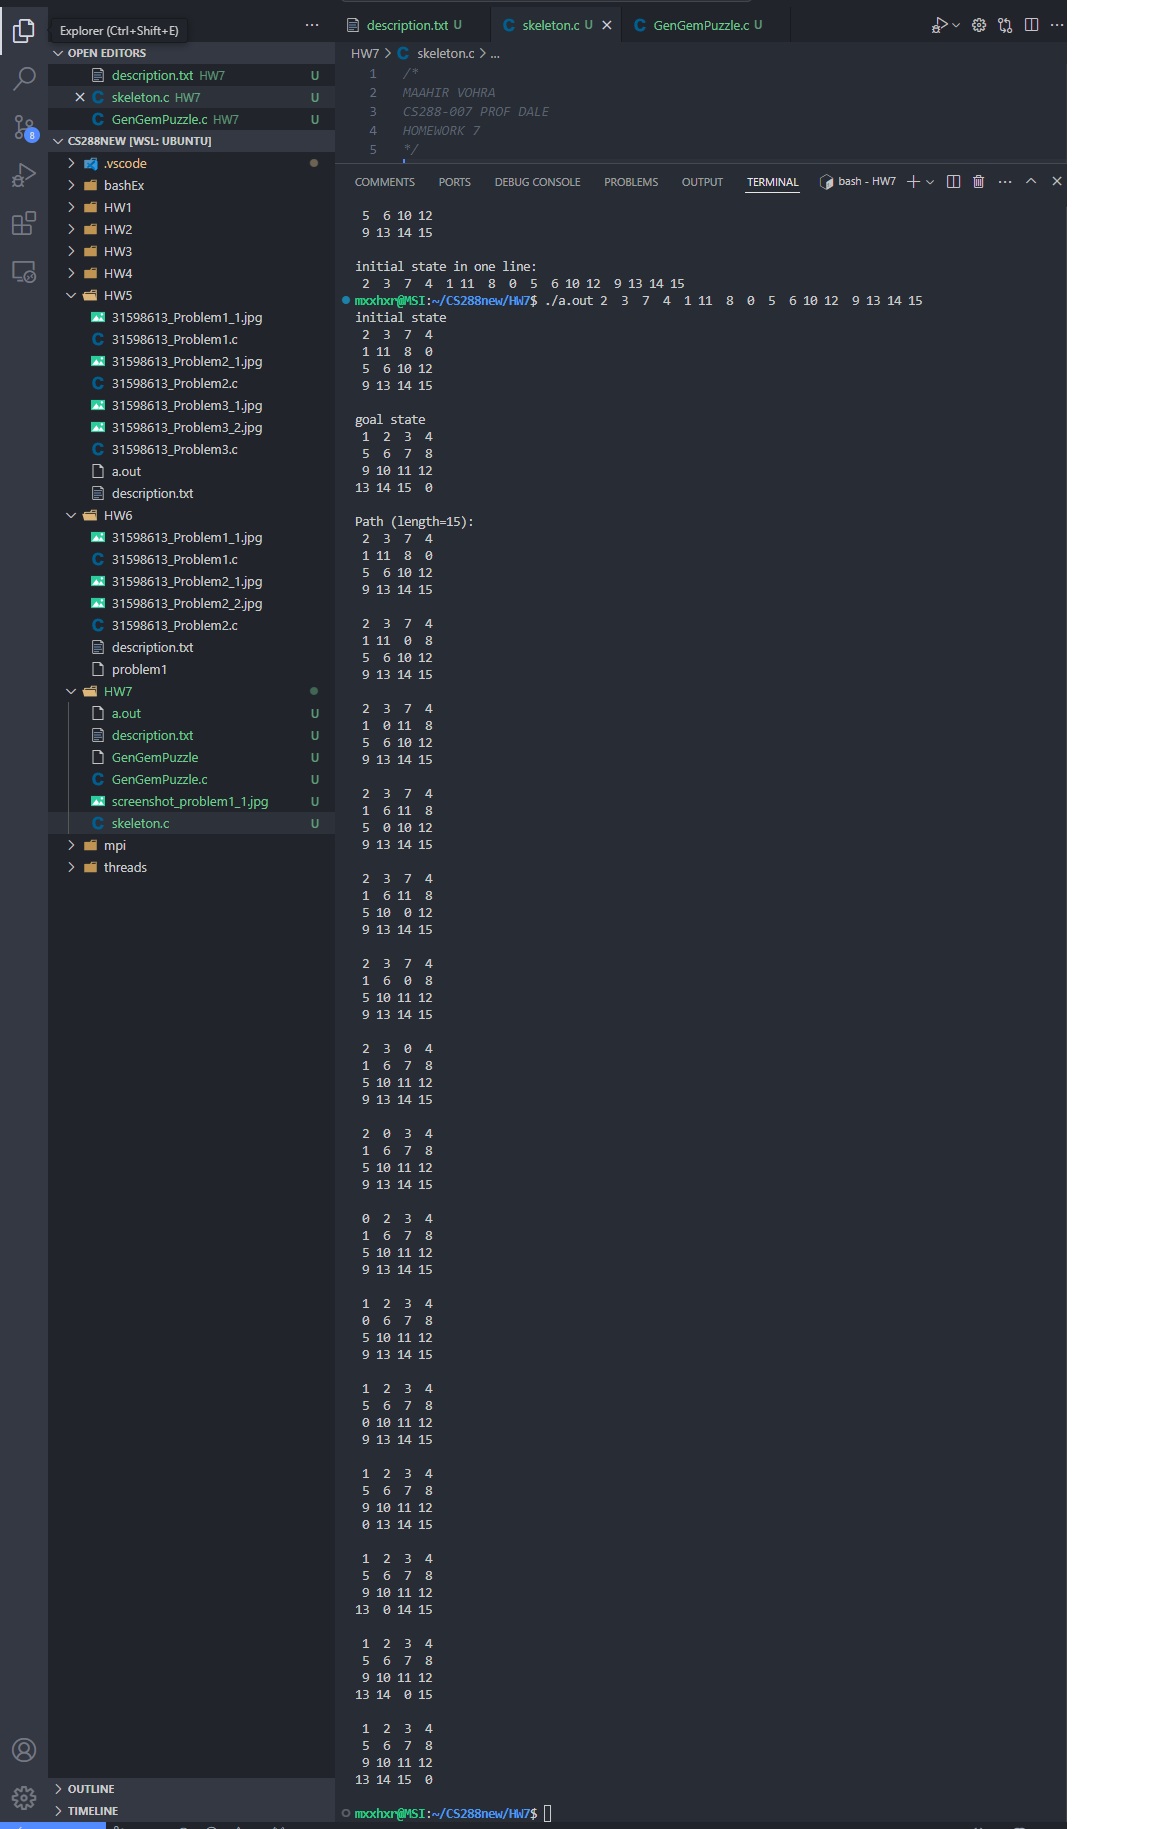 Explorer (Ctrl+Shift+E)
OPEN EDITORS
description.txt HW7 U
skeleton.c HW7 U
GenGemPuzzle.c HW7 U
8
CS288NEW [WSL: UBUNTU]
.vscode
bashEx
HW1
HW2
HW3
HW4
HW5
31598613_Problem1_1.jpg
31598613_Problem1.c
31598613_Problem2_1.jpg
31598613_Problem2.c
31598613_Problem3_1.jpg
31598613_Problem3_2.jpg
31598613_Problem3.c
a.out
description.txt
HW6
31598613_Problem1_1.jpg
31598613_Problem1.c
31598613_Problem2_1.jpg
31598613_Problem2_2.jpg
31598613_Problem2.c
description.txt
problem1
HW7
a.out U
description.txt U
GenGemPuzzle U
GenGemPuzzle.c U
screenshot_problem1_1.jpg U
skeleton.c U
mpi
threads
OUTLINE
TIMELINE
description.txt U skeleton.c U GenGemPuzzle.c U
HW7 > C skeleton.c > ...
1 /*
2 MAAHIR VOHRA
3 CS288-007 PROF DALE
4 HOMEWORK 7
5 */
COMMENTS PORTS DEBUG CONSOLE PROBLEMS OUTPUT TERMINAL bash - HW7
5 6 10 12
9 13 14 15
initial state in one line:
2 3 7 4 1 11 8 0 5 6 10 12 9 13 14 15
mxxhxr@MSI:~/CS288new/HW7$ ./a.out 2 3 7 4 1 11 8 0 5 6 10 12 9 13 14 15
initial state
2 3 7 4
1 11 8 0
5 6 10 12
9 13 14 15
goal state
1 2 3 4
5 6 7 8
9 10 11 12
13 14 15 0
Path (length=15):
2 3 7 4
1 11 8 0
5 6 10 12
9 13 14 15
2 3 7 4
1 11 0 8
5 6 10 12
9 13 14 15
2 3 7 4
1 0 11 8
5 6 10 12
9 13 14 15
2 3 7 4
1 6 11 8
5 0 10 12
9 13 14 15
2 3 7 4
1 6 11 8
5 10 0 12
9 13 14 15
2 3 7 4
1 6 0 8
5 10 11 12
9 13 14 15
2 3 0 4
1 6 7 8
5 10 11 12
9 13 14 15
2 0 3 4
1 6 7 8
5 10 11 12
9 13 14 15
0 2 3 4
1 6 7 8
5 10 11 12
9 13 14 15
1 2 3 4
0 6 7 8
5 10 11 12
9 13 14 15
1 2 3 4
5 6 7 8
0 10 11 12
9 13 14 15
1 2 3 4
5 6 7 8
9 10 11 12
0 13 14 15
1 2 3 4
5 6 7 8
9 10 11 12
13 0 14 15
1 2 3 4
5 6 7 8
9 10 11 12
13 14 0 15
1 2 3 4
5 6 7 8
9 10 11 12
13 14 15 0
mxxhxr@MSI:~/CS288new/HW7$